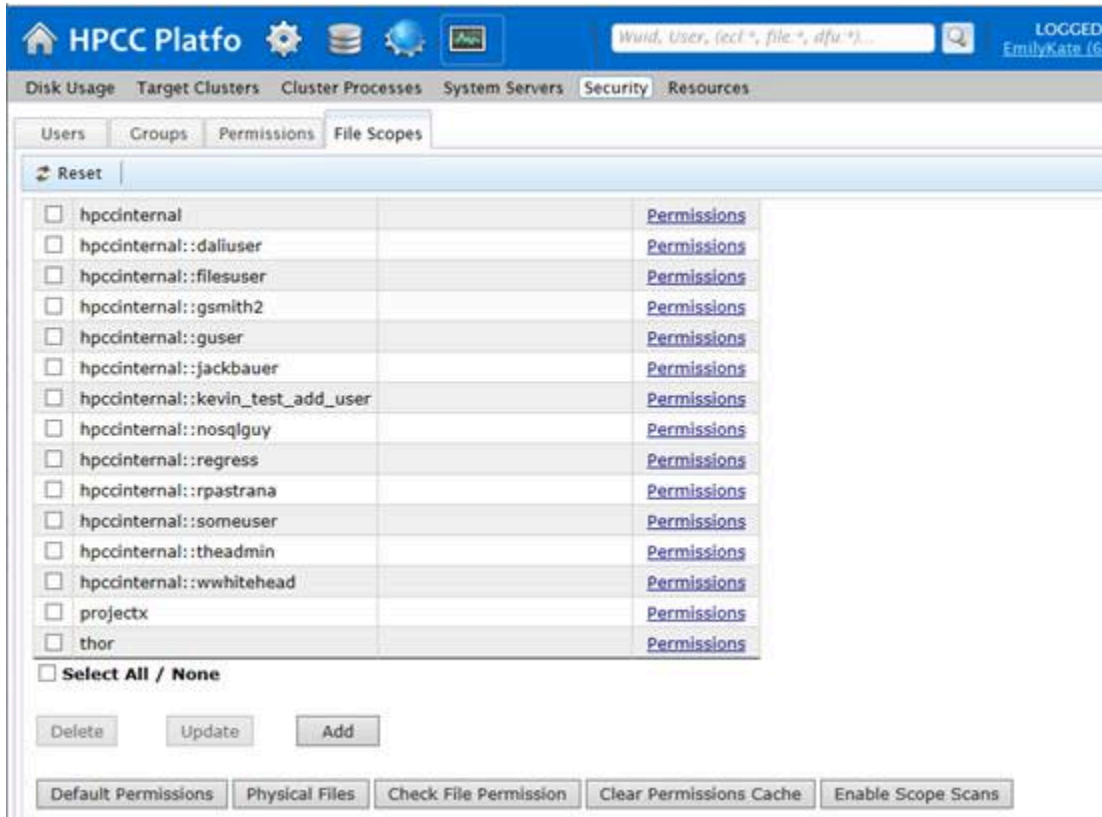 HPCC Platfo Wuid, User, (ecl:*, file:*, dfu:*)... LOGGED
EmilyKate (6
Disk Usage Target Clusters Cluster Processes System Servers Security Resources
Users Groups Permissions File Scopes
Reset
hpccinternal Permissions
hpccinternal::daliuser Permissions
hpccinternal::filesuser Permissions
hpccinternal::gsmith2 Permissions
hpccinternal::guser Permissions
hpccinternal::jackbauer Permissions
hpccinternal::kevin_test_add_user Permissions
hpccinternal::nosqlguy Permissions
hpccinternal::regress Permissions
hpccinternal::rpastrana Permissions
hpccinternal::someuser Permissions
hpccinternal::theadmin Permissions
hpccinternal::wwhitehead Permissions
projectx Permissions
thor Permissions
Select All / None
Delete Update Add
Default Permissions Physical Files Check File Permission Clear Permissions Cache Enable Scope Scans